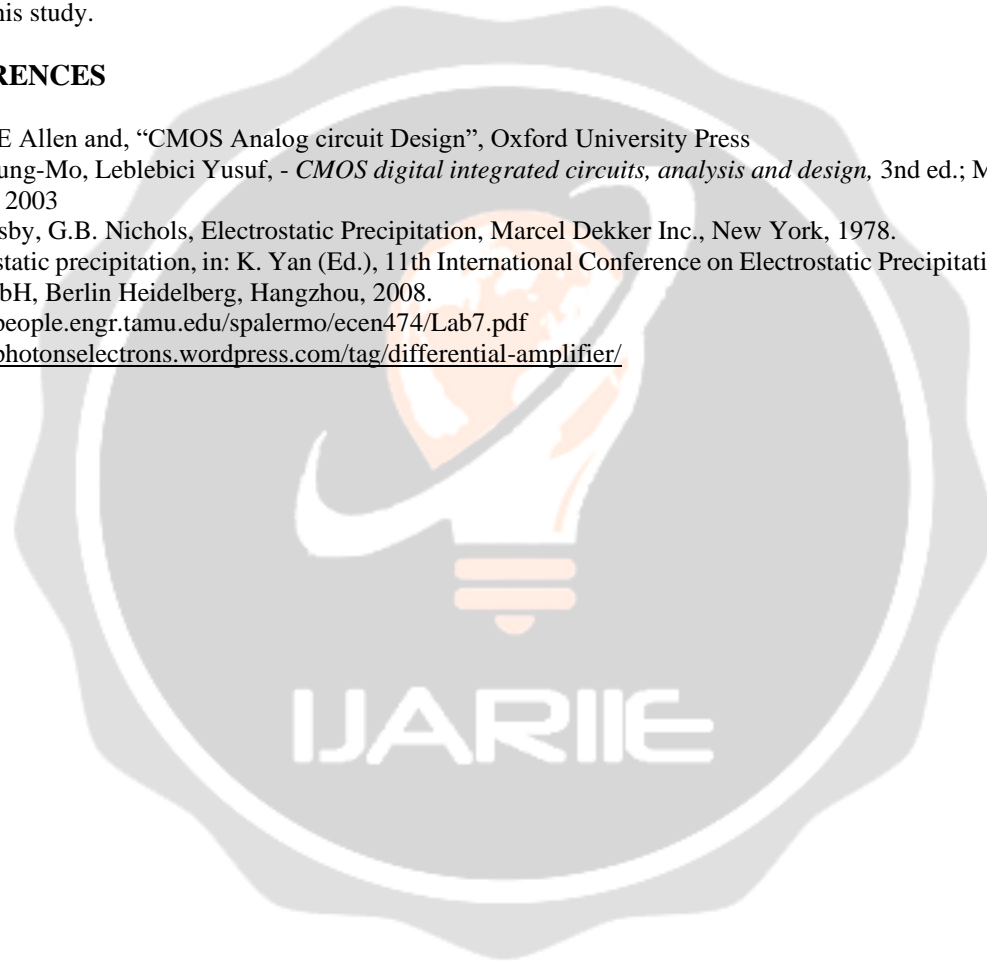 his study.
RENCES
E Allen and, “CMOS Analog circuit Design”, Oxford University Press
ung-Mo, Leblebici Yusuf, - CMOS digital integrated circuits, analysis and design, 3nd ed.; M
2003
sby, G.B. Nichols, Electrostatic Precipitation, Marcel Dekker Inc., New York, 1978.
static precipitation, in: K. Yan (Ed.), 11th International Conference on Electrostatic Precipitati
bH, Berlin Heidelberg, Hangzhou, 2008.
people.engr.tamu.edu/spalermo/ecen474/Lab7.pdf
photonselectrons.wordpress.com/tag/differential-amplifier/
IJARIIE